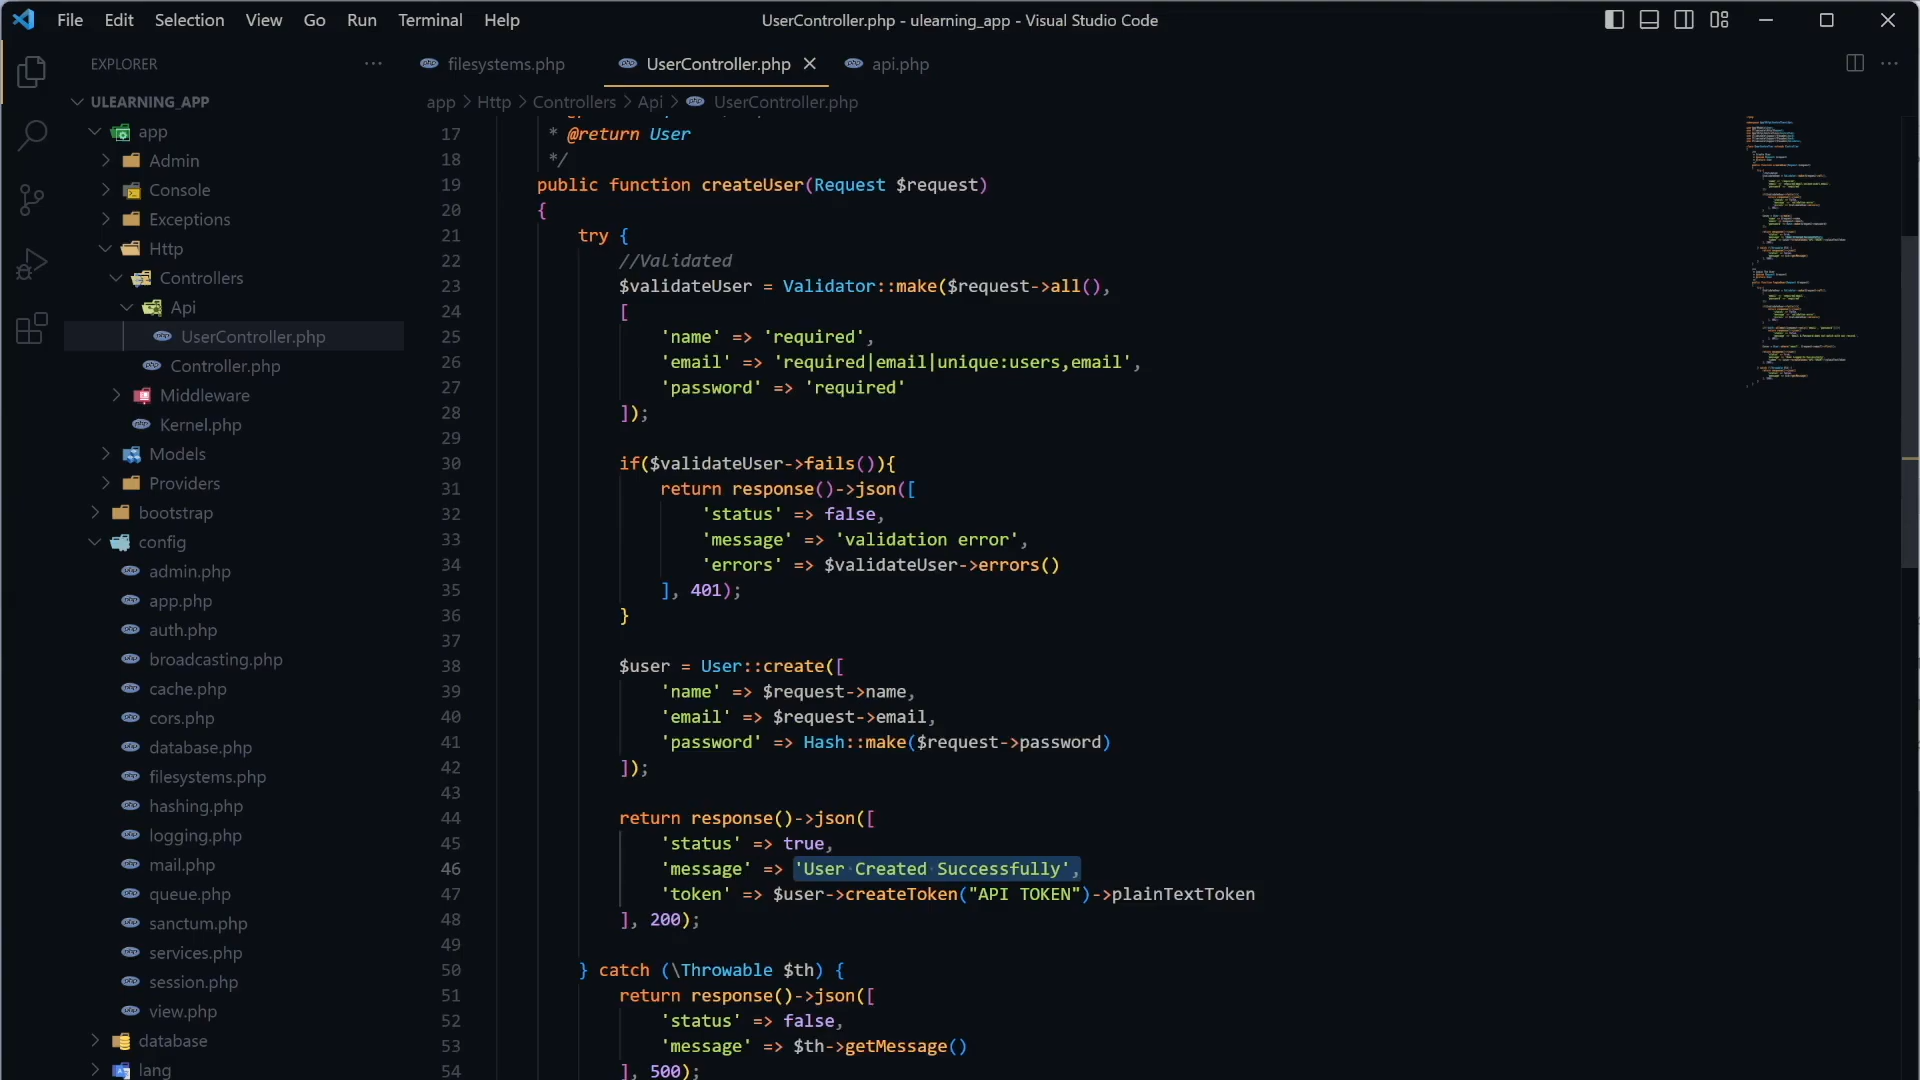 File Edit Selection View Go Run Terminal Help
UserController.php - ulearning_app - Visual Studio Code
EXPLORER
ULEARNING_APP
app
Admin
Console
Exceptions
Http
Controllers
Api
UserController.php
Controller.php
Middleware
Kernel.php
Models
Providers
bootstrap
config
admin.php
app.php
auth.php
broadcasting.php
cache.php
cors.php
database.php
filesystems.php
hashing.php
logging.php
mail.php
queue.php
sanctum.php
services.php
session.php
view.php
database
lang
filesystems.php UserController.php api.php
app > Http > Controllers > Api > UserController.php
17 * @return User
18 */
19 public function createUser(Request $request)
20 {
21 try {
22 //Validated
23 $validateUser = Validator::make($request->all(),
24 [
25 'name' => 'required',
26 'email' => 'required|email|unique:users,email',
27 'password' => 'required'
28 ]);
29
30 if($validateUser->fails()){
31 return response()->json([
32 'status' => false,
33 'message' => 'validation error',
34 'errors' => $validateUser->errors()
35 ], 401);
36 }
37
38 $user = User::create([
39 'name' => $request->name,
40 'email' => $request->email,
41 'password' => Hash::make($request->password)
42 ]);
43
44 return response()->json([
45 'status' => true,
46 'message' => 'User Created Successfully',
47 'token' => $user->createToken("API TOKEN")->plainTextToken
48 ], 200);
49
50 } catch (\Throwable $th) {
51 return response()->json([
52 'status' => false,
53 'message' => $th->getMessage()
54 ], 500);